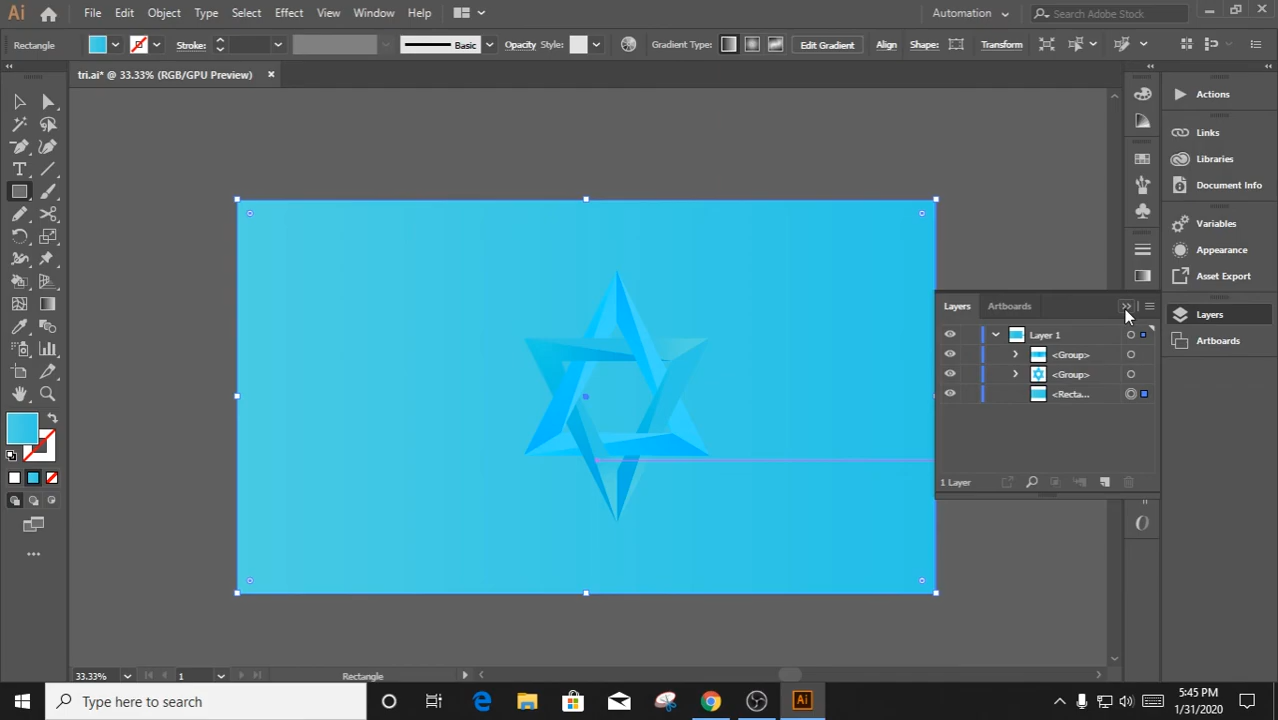 Ai File Edit Object Type Select Effect View Window Help Automation Search Adobe Stock
Rectangle Stroke: Basic Opacity Style: Gradient Type: Edit Gradient Align Shape: Transform
tri.ai* @ 33.33% (RGB/GPU Preview)
Actions
Links
Libraries
Document Info
Variables
Appearance
Asset Export
Layers
Artboards
Layers Artboards
Layer 1
<Group>
<Group>
<Recta...
1 Layer
33.33% 1 Rectangle
Type here to search
Ai
5:45 PM
1/31/2020